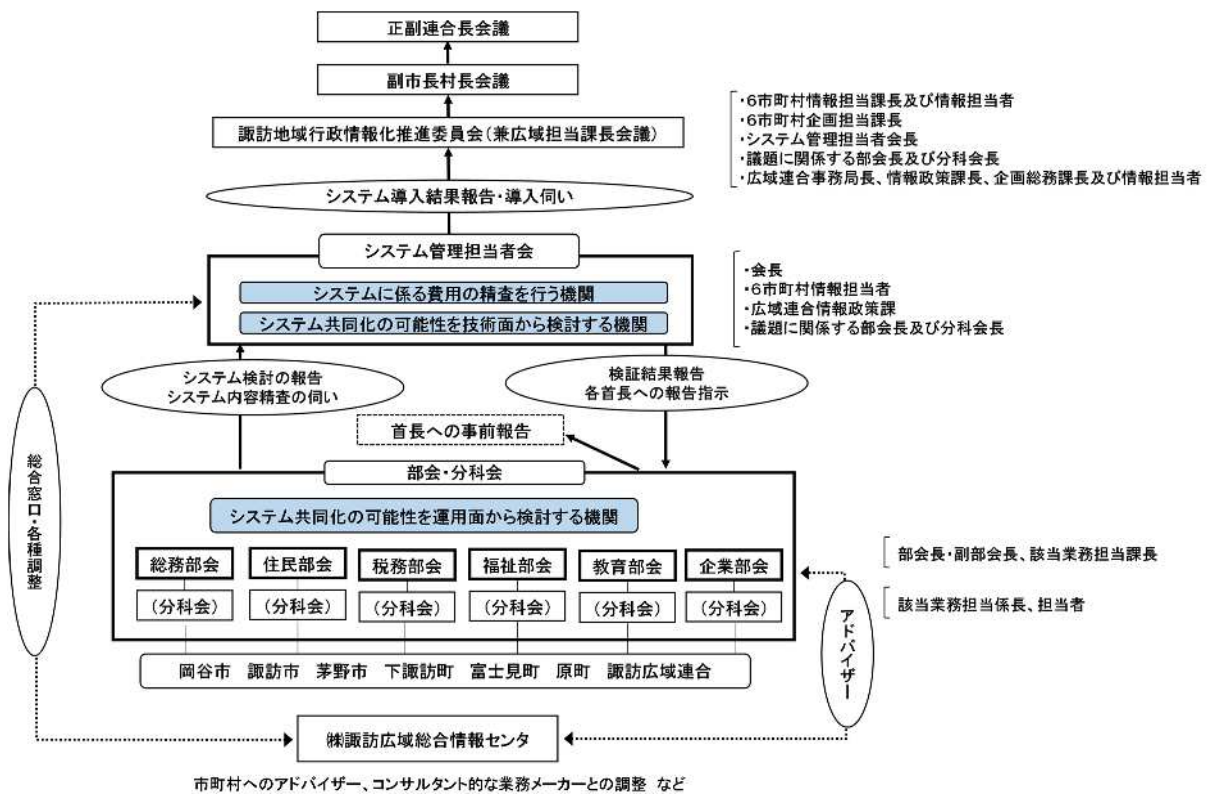 正副連合長会議
副市長村長会議
諏訪地域行政情報化推進委員会(兼広域担当課長会議)
・6市町村情報担当課長及び情報担当者
・6市町村企画担当課長
・システム管理担当者会長
・議題に関係する部会長及び分科会長
・広域連合事務局長、情報政策課長、企画総務課長及び情報担当者
システム導入結果報告・導入伺い
システム管理担当者会
システムに係る費用の精査を行う機関
システム共同化の可能性を技術面から検討する機関
・会長
・6市町村情報担当者
・広域連合情報政策課
・議題に関係する部会長及び分科会長
システム検討の報告
システム内容精査の伺い
検証結果報告
各首長への報告指示
首長への事前報告
総合窓口・各種調整
部会・分科会
システム共同化の可能性を運用面から検討する機関
総務部会 住民部会 税務部会 福祉部会 教育部会 企業部会
(分科会) (分科会) (分科会) (分科会) (分科会) (分科会)
部会長・副部会長、該当業務担当課長
該当業務担当係長、担当者
アドバイザー
岡谷市 諏訪市 茅野市 下諏訪町 富士見町 原町 諏訪広域連合
㈱諏訪広域総合情報センタ
市町村へのアドバイザー、コンサルタント的な業務メーカーとの調整 など